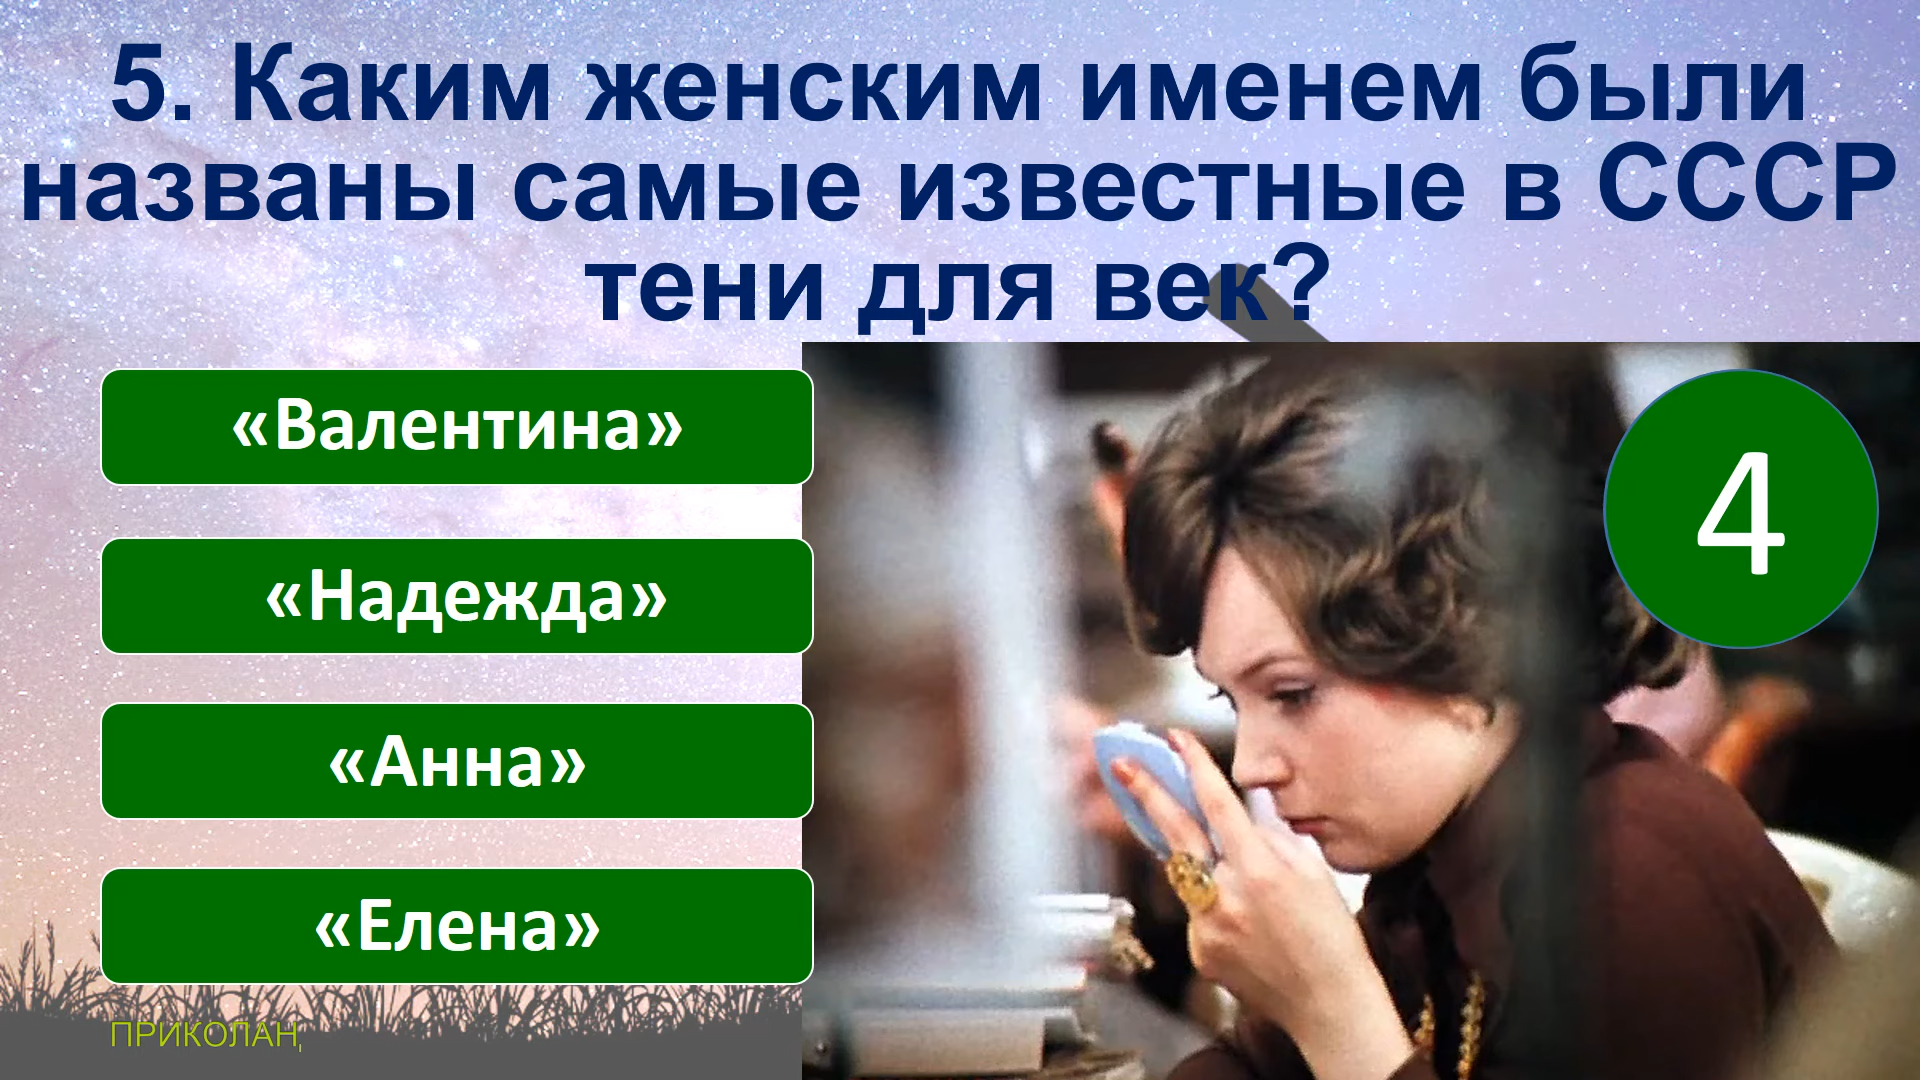 5. Каким женским именем были
названы самые известные в СССР
тени для век?
«Валентина»
«Надежда»
«Анна»
«Елена»
4
ПРИКОЛАН,